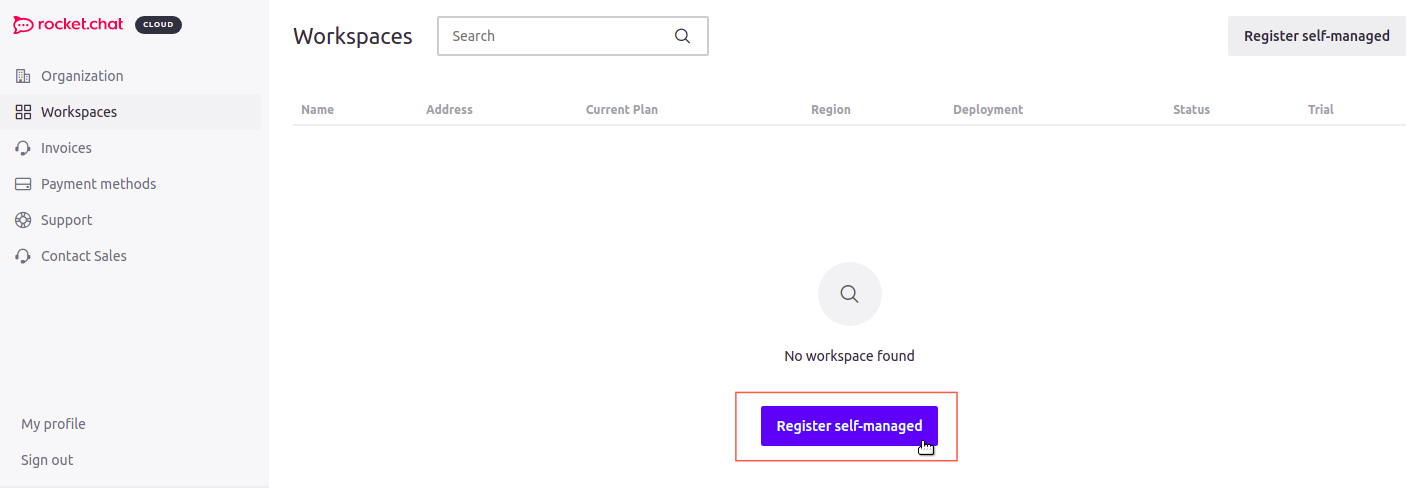 rocket.chat CLOUD
Organization
Workspaces
Invoices
Payment methods
Support
Contact Sales
My profile
Sign out
Workspaces Search Register self-managed
Name Address Current Plan Region Deployment Status Trial
No workspace found
Register self-managed